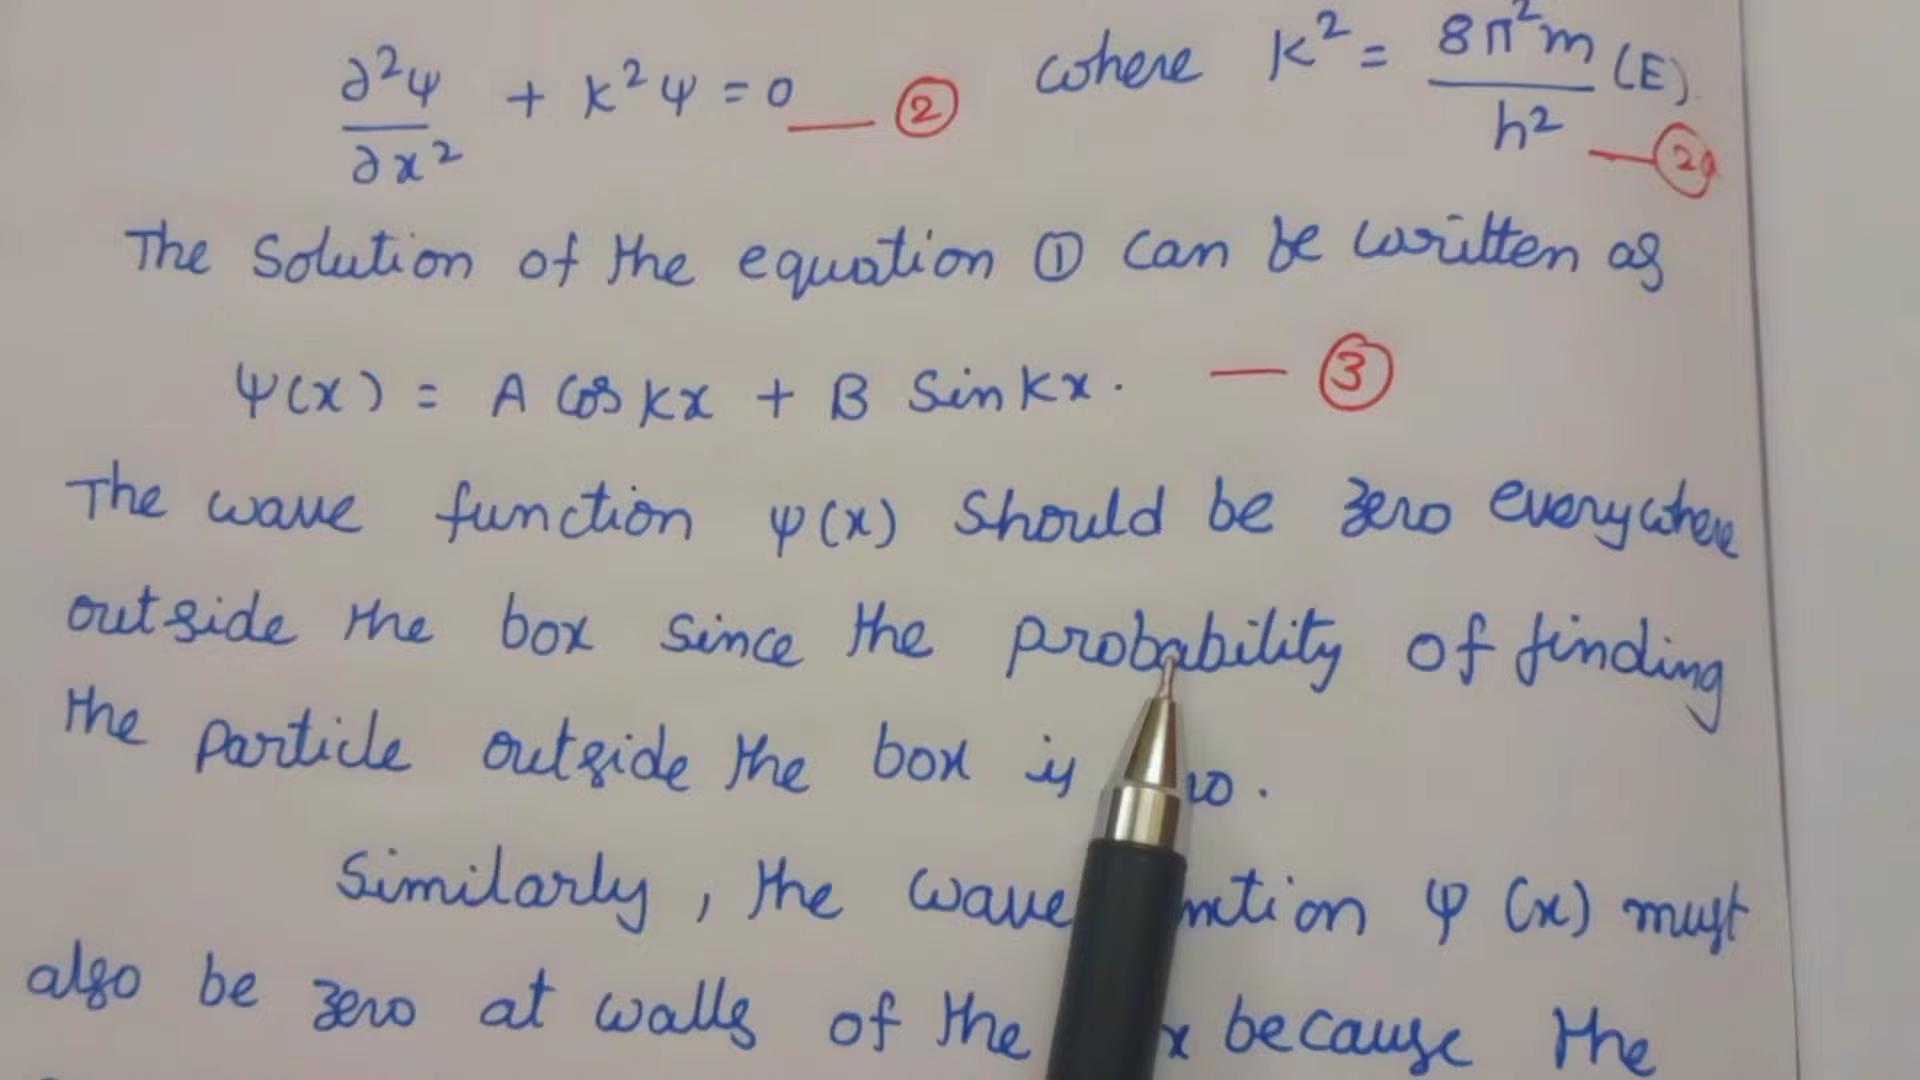 ∂²ψ/∂x² + k²ψ = 0 — ② where k² = 8π²m/h² (E). — 2a
The Solution of the equation ① can be written as
ψ(x) = A Cos kx + B Sin kx. — ③
The wave function ψ(x) should be zero everywhere
outside the box since the probability of finding
the particle outside the box is
Similarly, the wave ψ(x) must
also be zero at walls of the because the